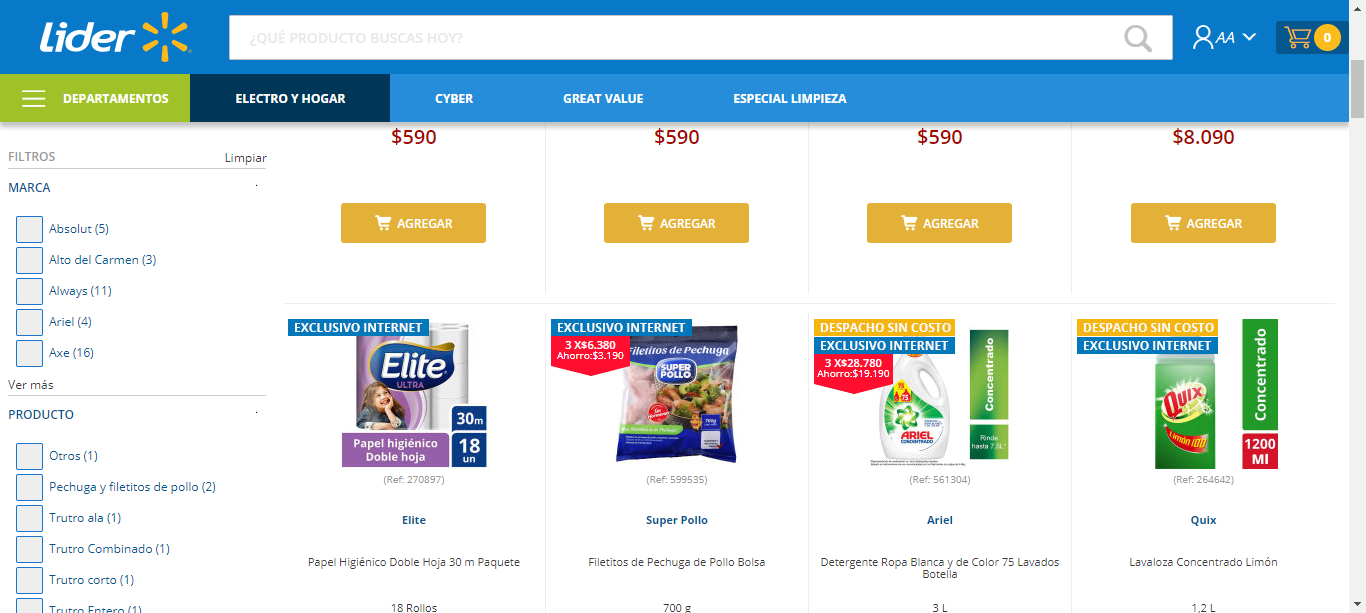 Lider
¿QUÉ PRODUCTO BUSCAS HOY?
AA
0
DEPARTAMENTOS
ELECTRO Y HOGAR
CYBER
GREAT VALUE
ESPECIAL LIMPIEZA
FILTROS
Limpiar
MARCA
Absolut (5)
Alto del Carmen (3)
Always (11)
Ariel (4)
Axe (16)
Ver más
PRODUCTO
Otros (1)
Pechuga y filetitos de pollo (2)
Trutro ala (1)
Trutro Combinado (1)
Trutro corto (1)
Trutro Entero (1)
$590
$590
$590
$8.090
AGREGAR
AGREGAR
AGREGAR
AGREGAR
EXCLUSIVO INTERNET
Elite
ULTRA
30m
Papel higiénico
Doble hoja
18
un
(Ref: 270897)
Elite
Papel Higiénico Doble Hoja 30 m Paquete
18 Rollos
EXCLUSIVO INTERNET
3 X$6.380
Ahorro:$3.190
Filetitos de Pechuga
SUPER
POLLO
(Ref: 599535)
Super Pollo
Filetitos de Pechuga de Pollo Bolsa
700 g
DESPACHO SIN COSTO
EXCLUSIVO INTERNET
3 X$28.780
Ahorro:$19.190
ARIEL
CONCENTRADO
Concentrado
Rinde
hasta 7.5L
(Ref: 561304)
Ariel
Detergente Ropa Blanca y de Color 75 Lavados
Botella
3 L
DESPACHO SIN COSTO
EXCLUSIVO INTERNET
Quix
Limón 100
Concentrado
1200
Ml
(Ref: 264642)
Quix
Lavaloza Concentrado Limón
1,2 L